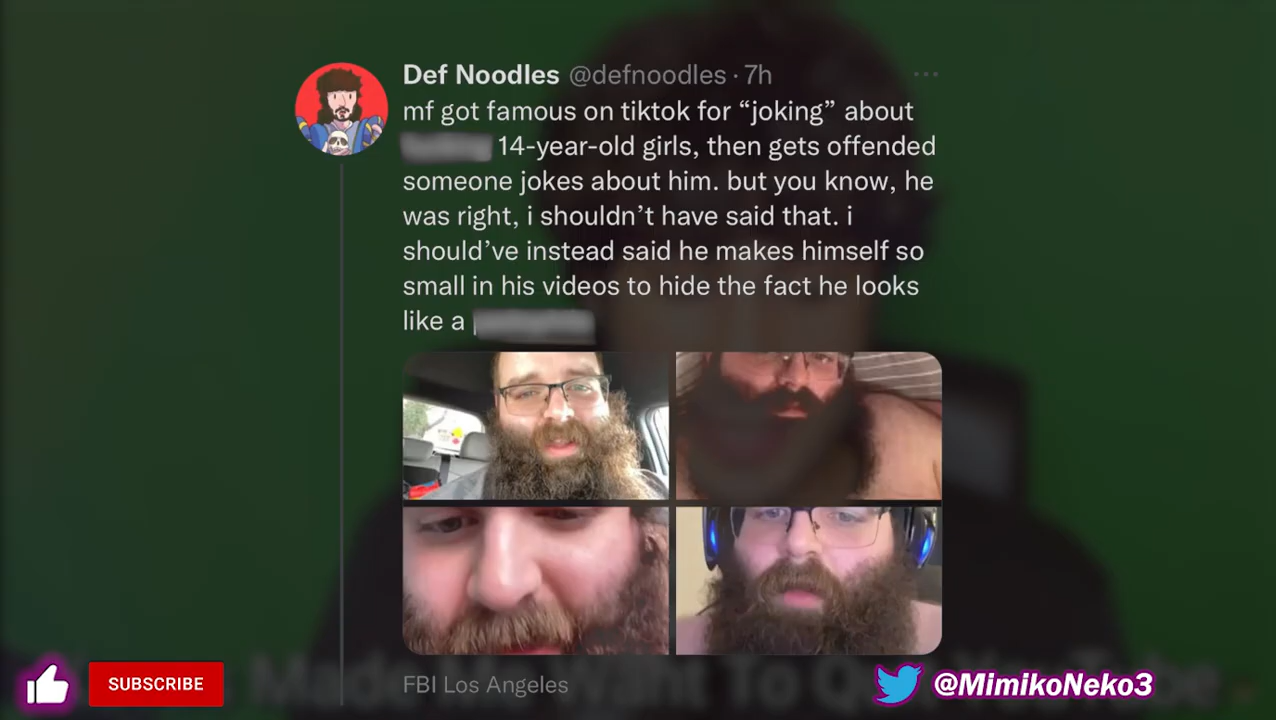 Def Noodles @defnoodles · 7h
mf got famous on tiktok for “joking” about
14-year-old girls, then gets offended
someone jokes about him. but you know, he
was right, i shouldn’t have said that. i
should’ve instead said he makes himself so
small in his videos to hide the fact he looks
like a
FBI Los Angeles
SUBSCRIBE
@MimikoNeko3